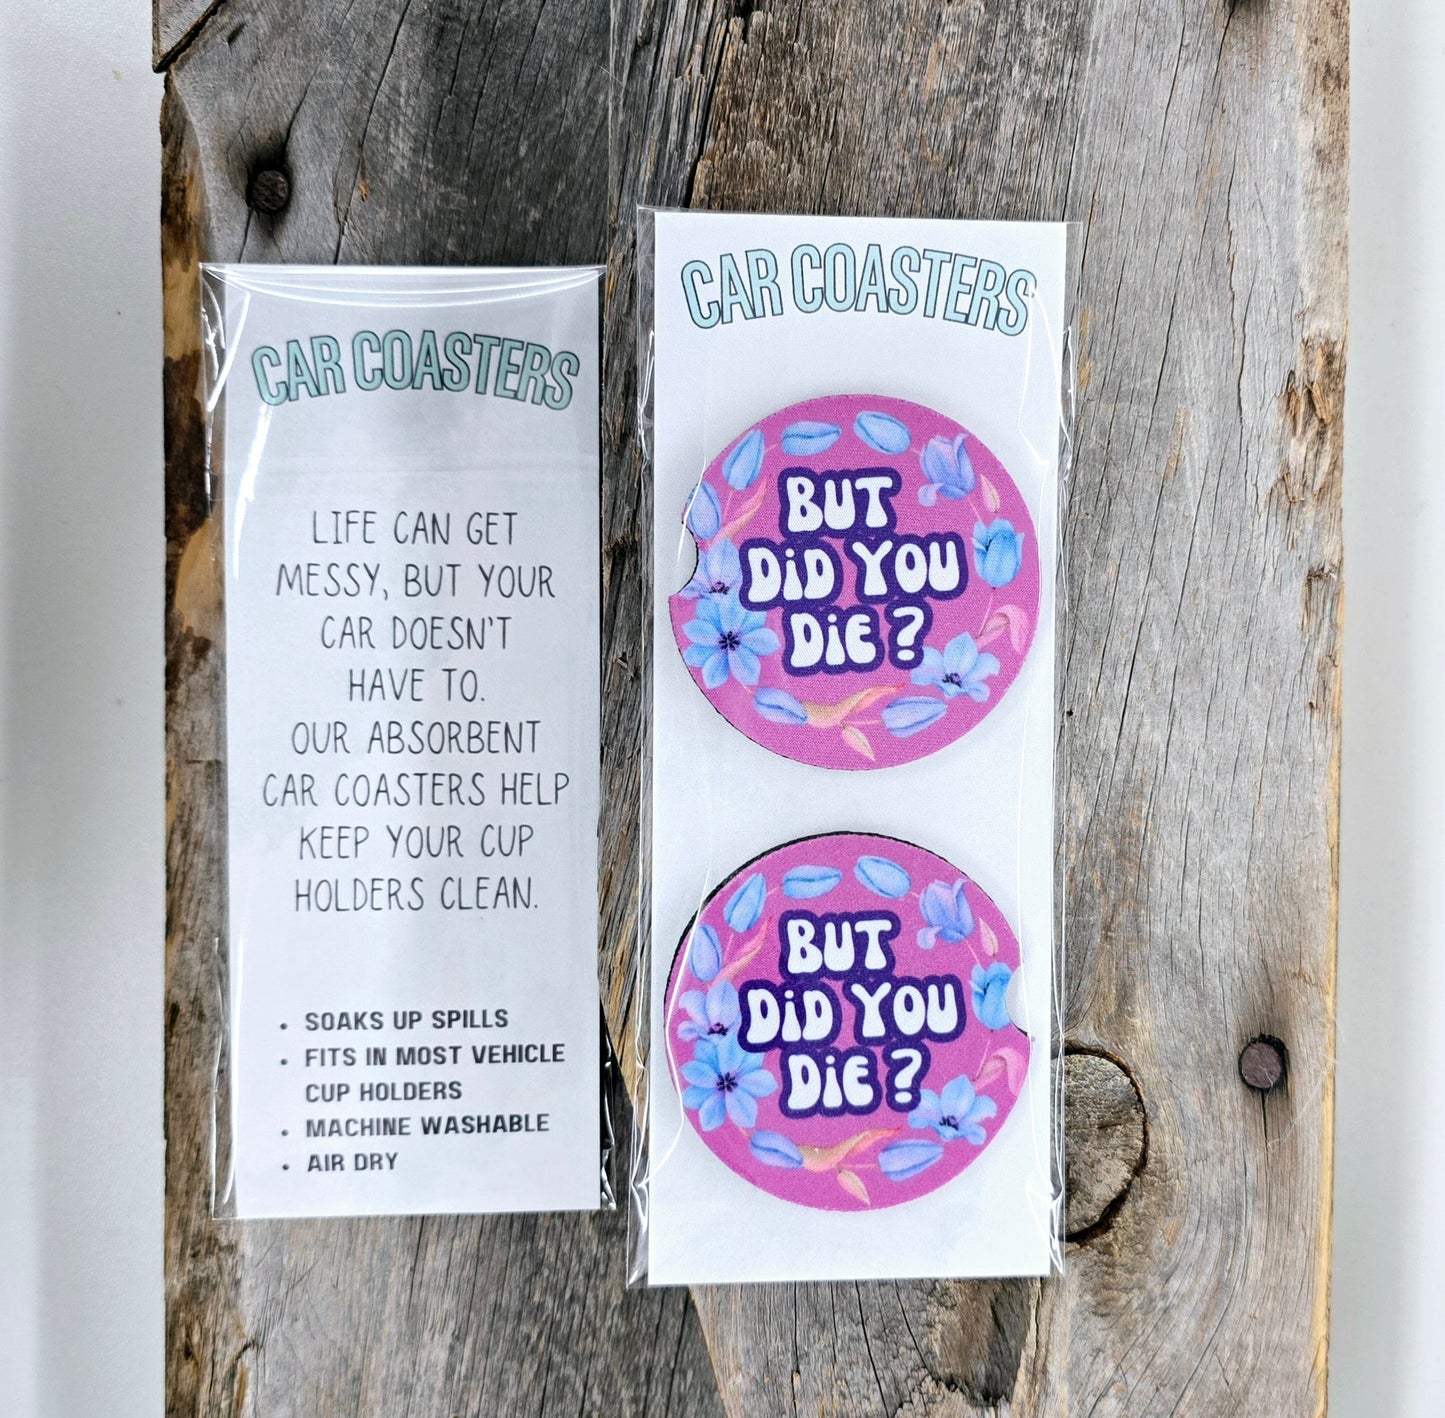 CAR COASTERS
LIFE CAN GET
MESSY, BUT YOUR
CAR DOESN'T
HAVE TO.
OUR ABSORBENT
CAR COASTERS HELP
KEEP YOUR CUP
HOLDERS CLEAN.
• SOAKS UP SPILLS
• FITS IN MOST VEHICLE
CUP HOLDERS
• MACHINE WASHABLE
• AIR DRY
CAR COASTERS
BUT
DiD YOU
DiE?
BUT
DiD YOU
DiE?